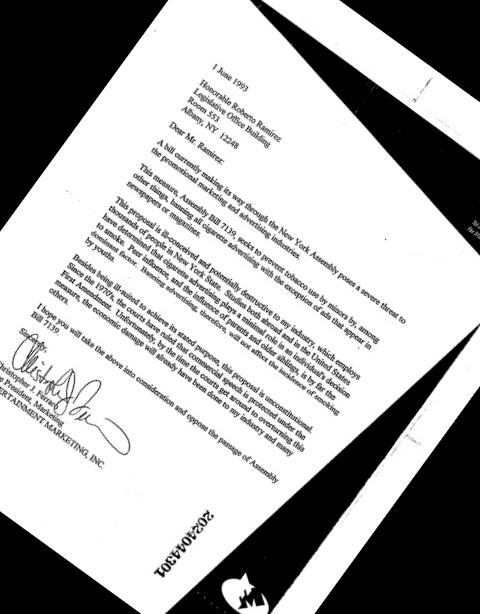 1 June 1993
Honorable Roberto Ramirez
Legislative Office Building
Room 553
Albany, NY 12248
Dear Mr. Ramirez:
A bill currently making its way through the New York Assembly poses a severe threat to
the promotional marketing and advertising industries.
This measure, Assembly Bill 7139, seeks to prevent tobacco use by minors by, among
other things, banning all cigarette advertising with the exception of ads that appear in
newspapers or magazines.
This proposal is ill-conceived and potentially destructive to my industry, which employs
thousands of people in New York State. Studies both abroad and in the United States
have determined that cigarette advertising plays a minimal role in an individual's decision
to smoke. Peer influence, and the influence of parents and older siblings, is by far the
dominant factor. Banning advertising, therefore, will not affect the incidence of smoking
by youths.
Besides being ill-suited to achieve its stated purpose, this proposal is unconstitutional.
Since the 1970's, the courts have ruled that commercial speech is protected under the
First Amendment. Unfortunately, by the time the courts get around to overturning this
measure, the economic damage will already have been done to my industry and many
others.
I hope you will take the above into consideration and oppose the passage of Assembly
Bill 7139.
Sincerely,
Christopher J. Ferraro
President, Marketing
ERTAINMENT MARKETING, INC.
2024044301